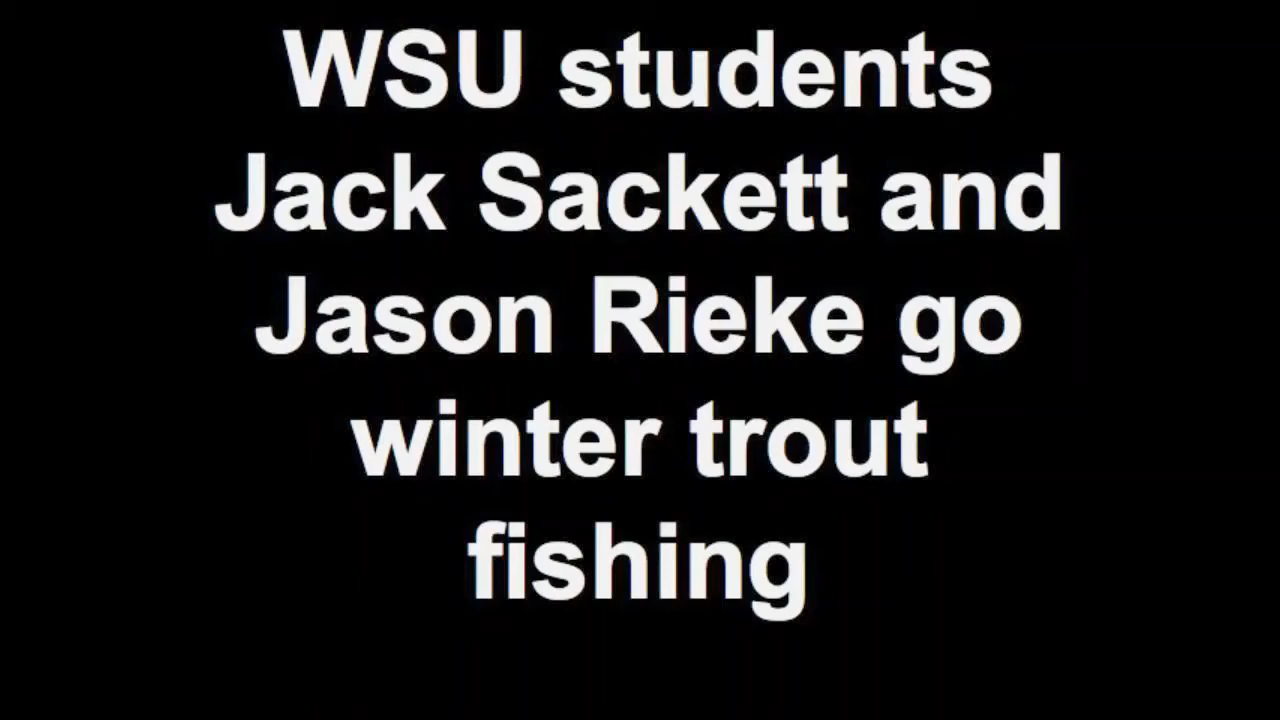 WSU students
Jack Sackett and
Jason Rieke go
winter trout
fishing